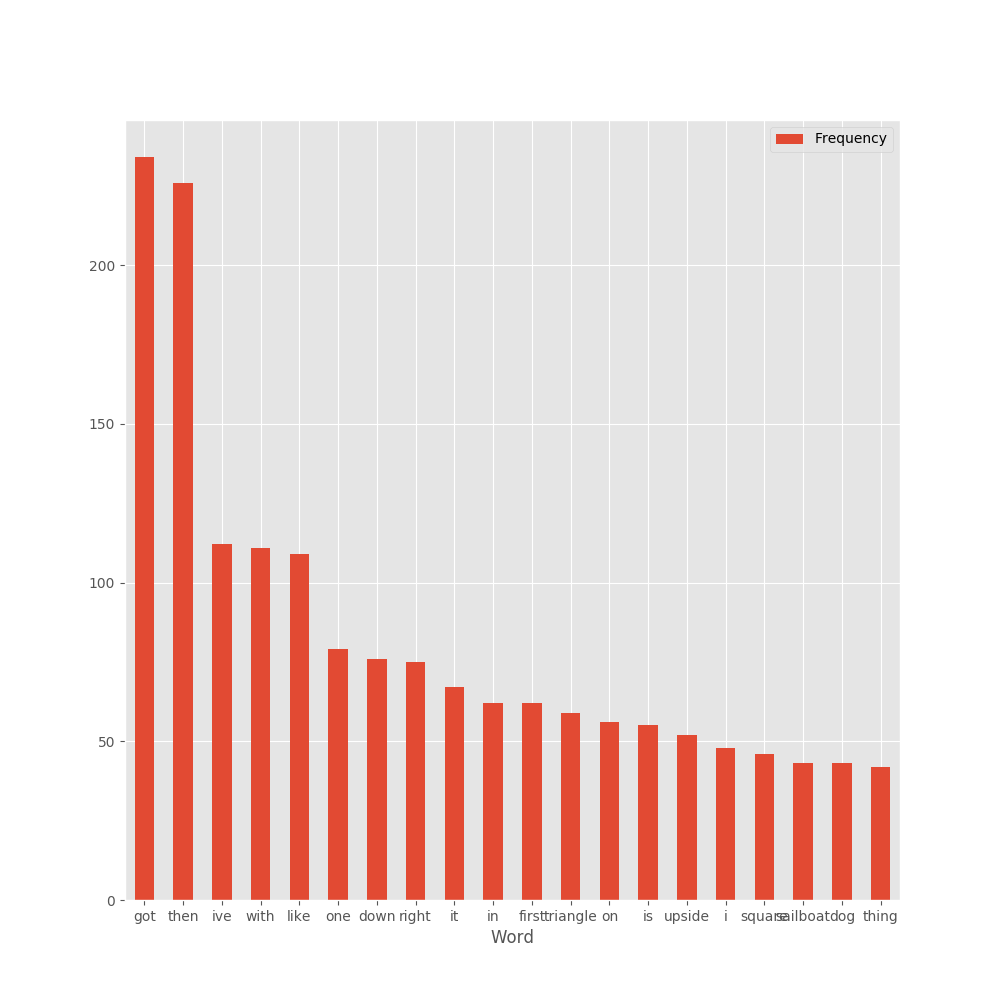 Frequency
200
150
100
50
0
got then ive with like one down right it in first triangle on is upside i square sailboat dog thing
Word